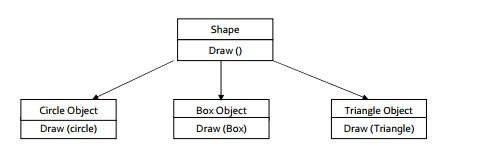 Shape
Draw ()
Circle Object
Draw (circle)
Box Object
Draw (Box)
Triangle Object
Draw (Triangle)